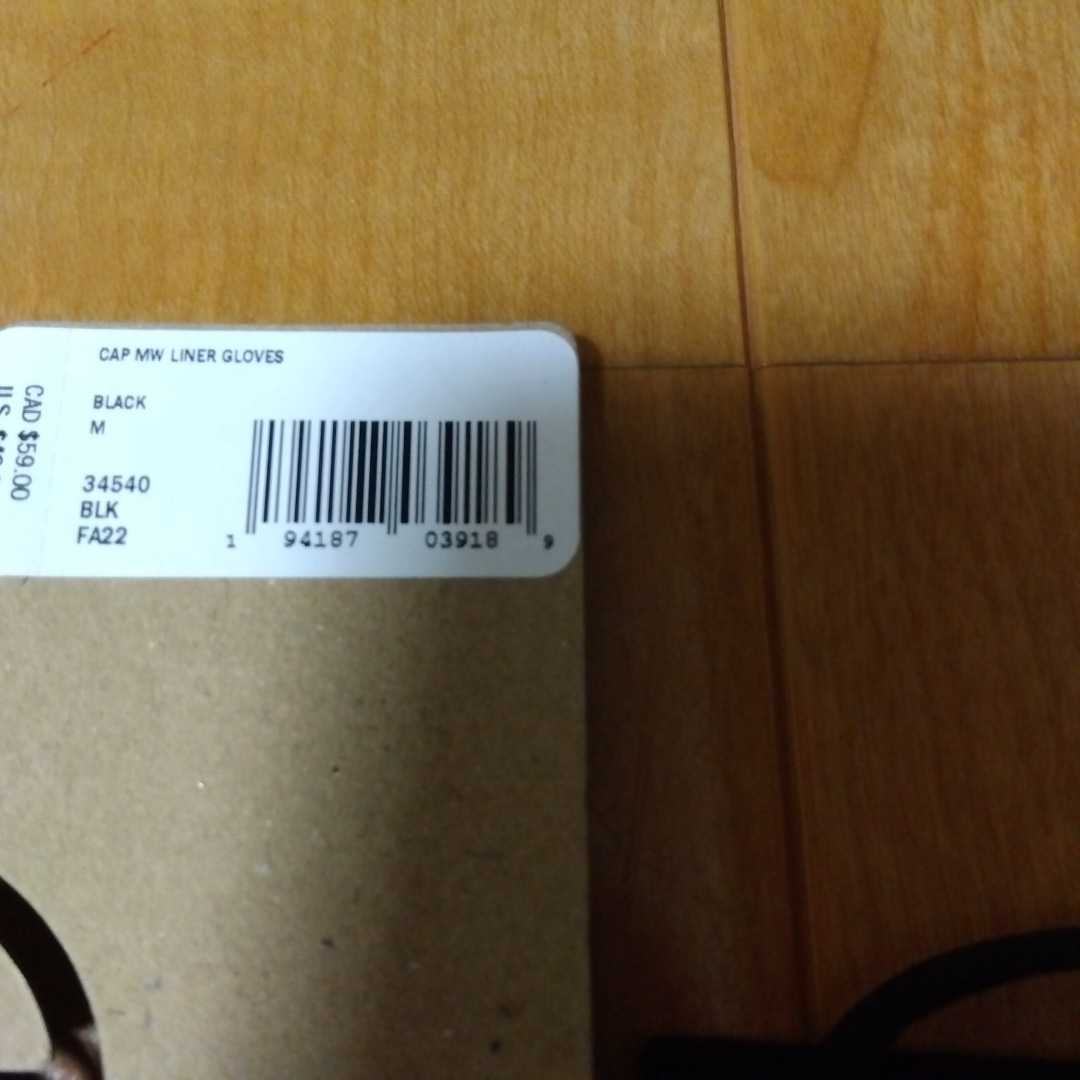 CAP MW LINER GLOVES
BLACK
M
34540
BLK
FA22
1 94187 03918 9
CAD $59.00
U.S.